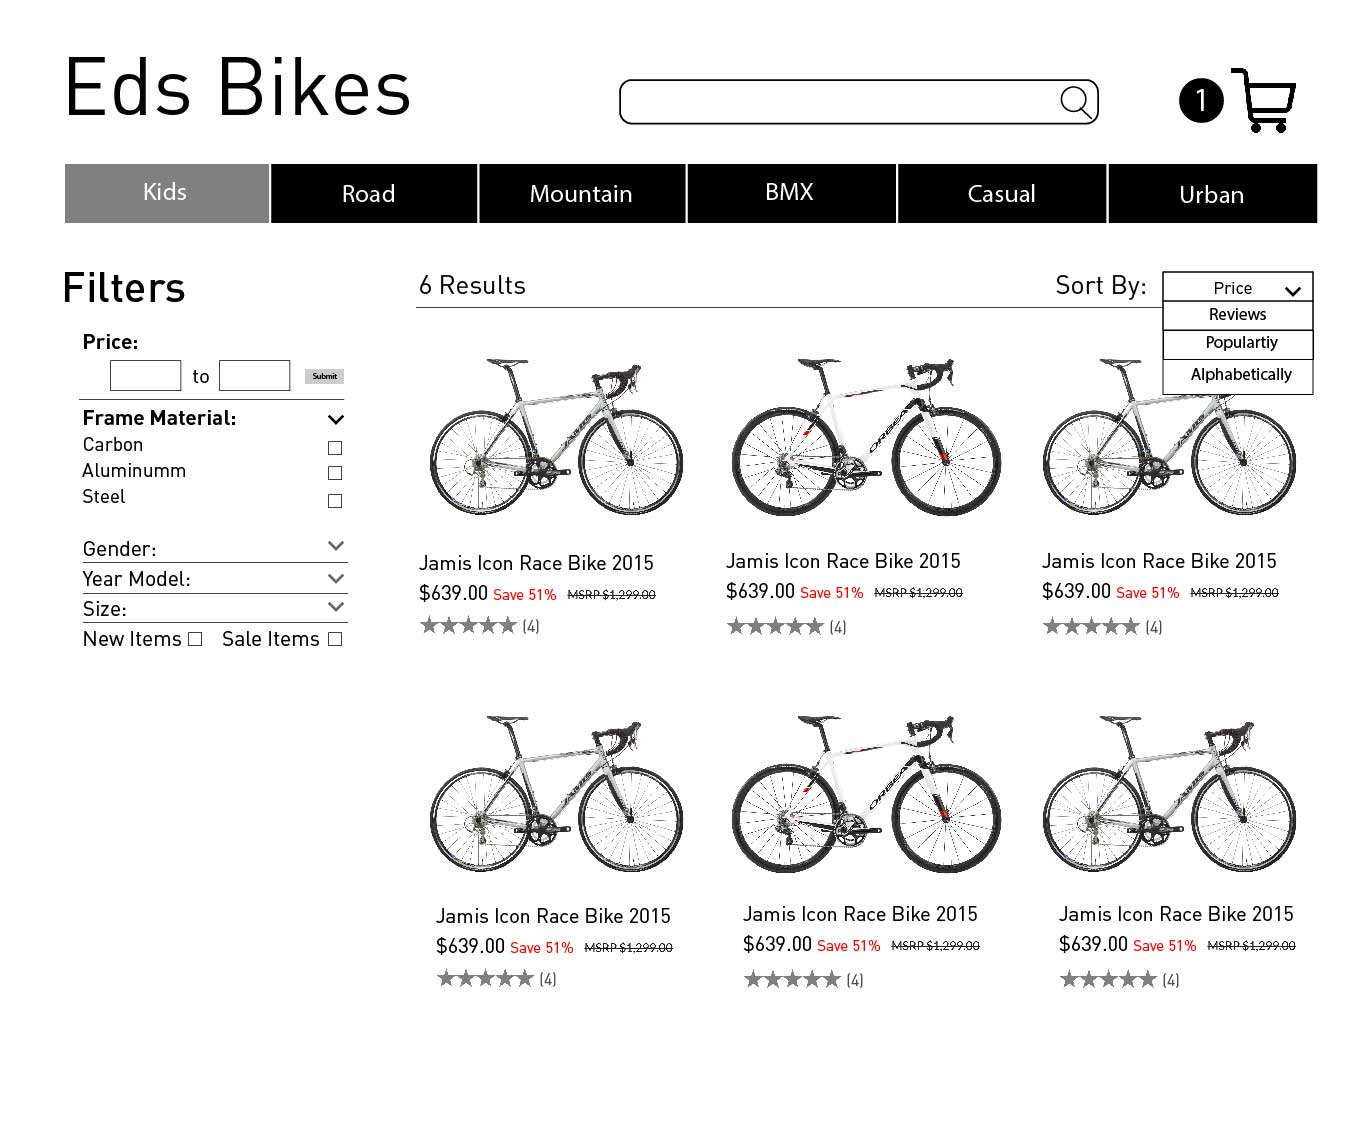 Eds Bikes
1
Kids Road Mountain BMX Casual Urban
Filters
Price:
to Submit
Frame Material:
Carbon
Aluminumm
Steel
Gender:
Year Model:
Size:
New Items Sale Items
6 Results Sort By: Price
Reviews
Populartiy
Alphabetically
JAMIS ORBEA JAMIS
Jamis Icon Race Bike 2015 Jamis Icon Race Bike 2015 Jamis Icon Race Bike 2015
$639.00 Save 51% MSRP $1,299.00 $639.00 Save 51% MSRP $1,299.00 $639.00 Save 51% MSRP $1,299.00
(4) (4) (4)
JAMIS ORBEA JAMIS
Jamis Icon Race Bike 2015 Jamis Icon Race Bike 2015 Jamis Icon Race Bike 2015
$639.00 Save 51% MSRP $1,299.00 $639.00 Save 51% MSRP $1,299.00 $639.00 Save 51% MSRP $1,299.00
(4) (4) (4)